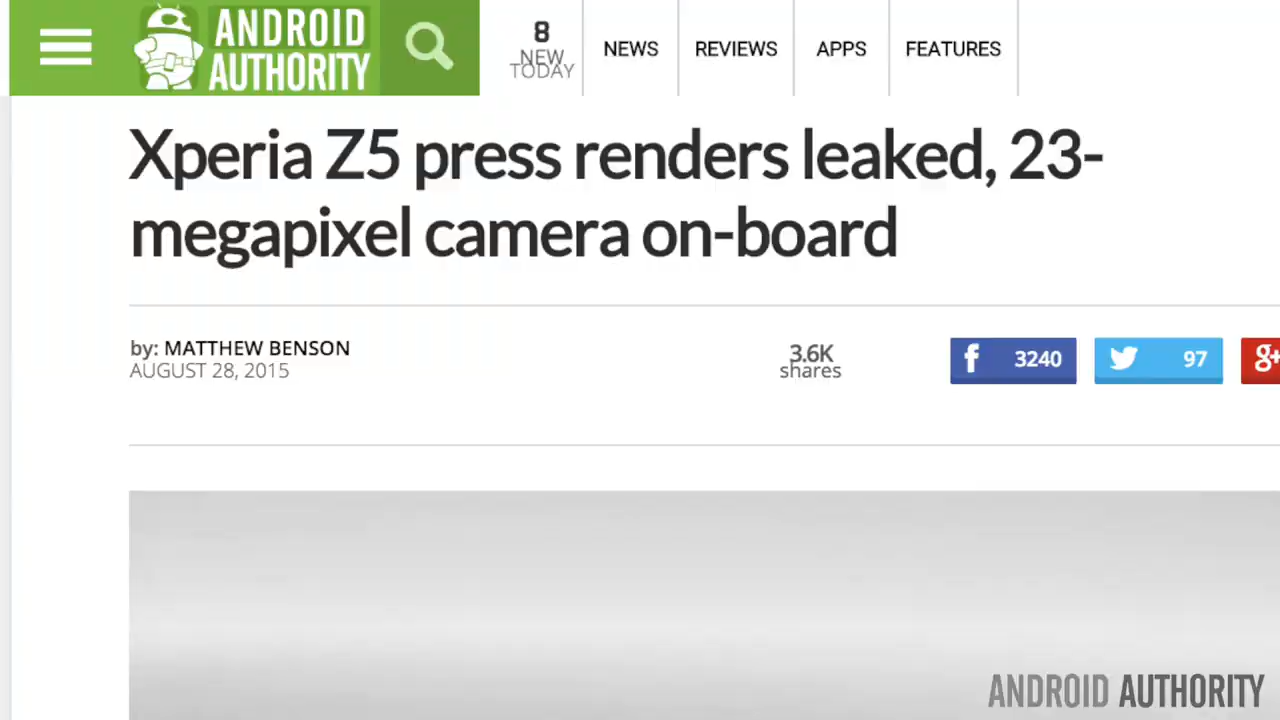 ANDROID
AUTHORITY
8
NEW
TODAY
NEWS
REVIEWS
APPS
FEATURES
Xperia Z5 press renders leaked, 23-
megapixel camera on-board
by: MATTHEW BENSON
AUGUST 28, 2015
3.6K
shares
f 3240
97
g+
ANDROID AUTHORITY